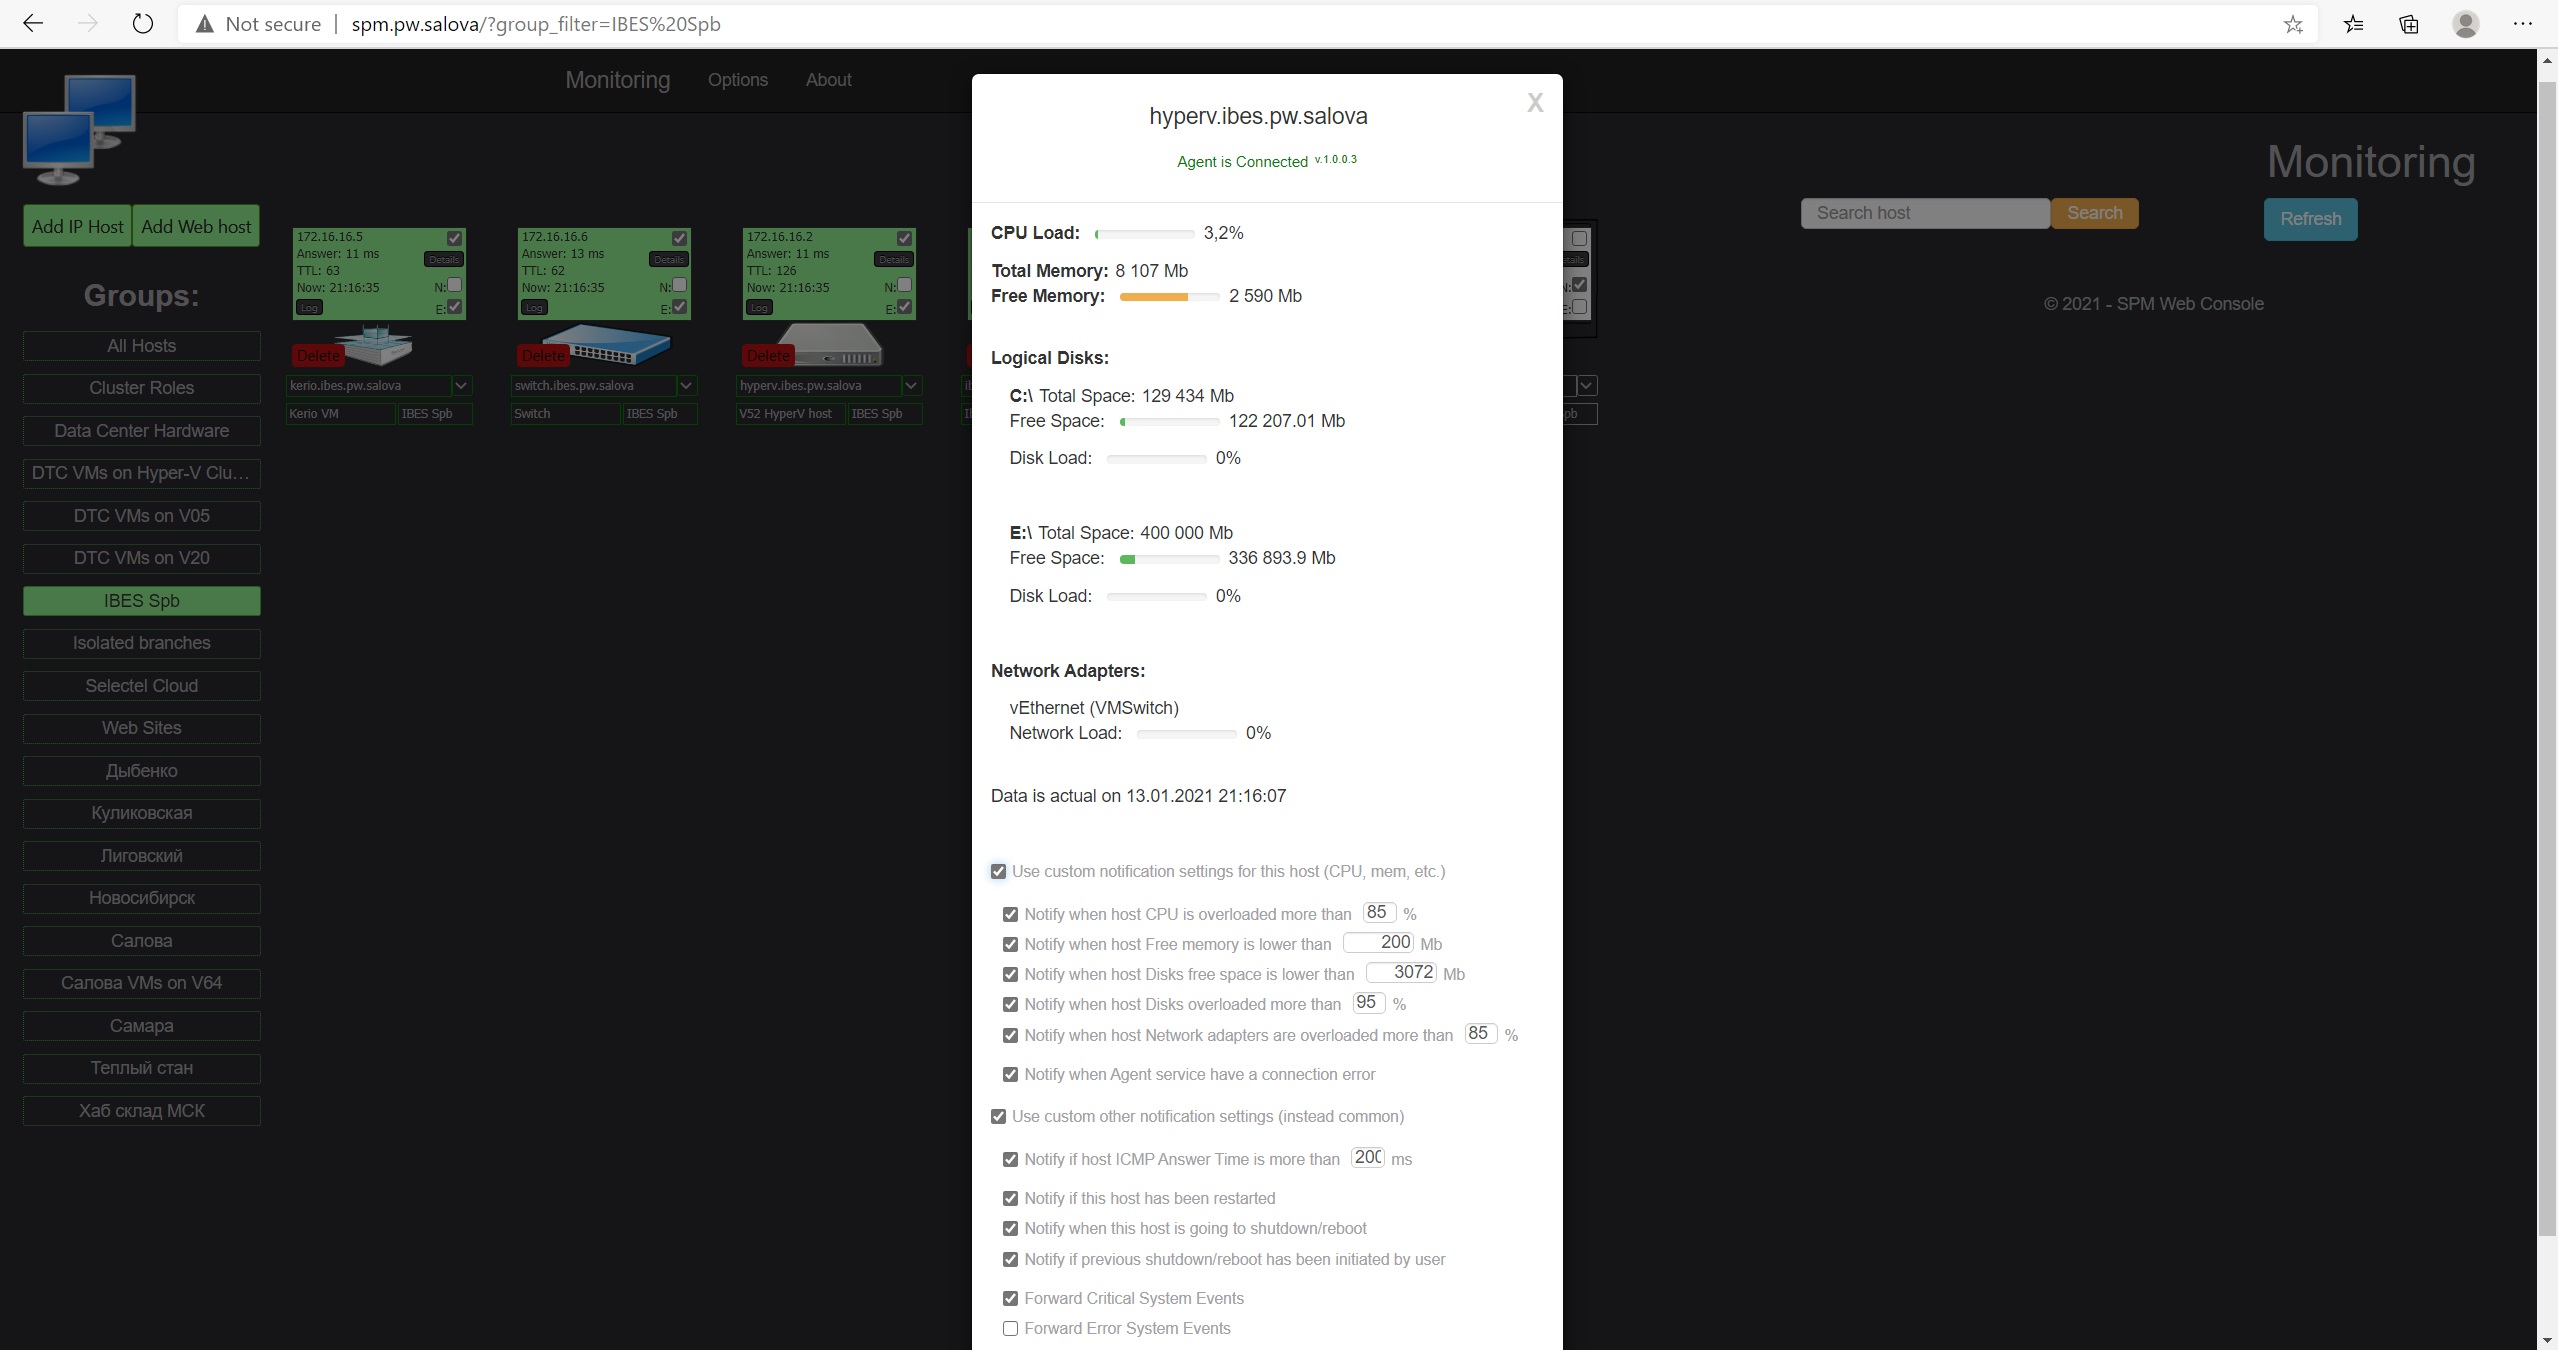 Not secure | spm.pw.salova/?group_filter=IBES%20Spb
Monitoring Options About
Monitoring
Add IP Host Add Web host
Search host Search Refresh
© 2021 - SPM Web Console
Groups:
All Hosts
Cluster Roles
Data Center Hardware
DTC VMs on Hyper-V Clu...
DTC VMs on V05
DTC VMs on V20
IBES Spb
Isolated branches
Selectel Cloud
Web Sites
Дыбенко
Куликовская
Лиговский
Новосибирск
Салова
Салова VMs on V64
Самара
Теплый стан
Хаб склад МСК
172.16.16.5
Answer: 11 ms
Details
TTL: 63
Now: 21:16:35 N:
Log E:
Delete
kerio.ibes.pw.salova
Kerio VM IBES Spb
172.16.16.6
Answer: 13 ms
Details
TTL: 62
Now: 21:16:35 N:
Log E:
Delete
switch.ibes.pw.salova
Switch IBES Spb
172.16.16.2
Answer: 11 ms
Details
TTL: 126
Now: 21:16:35 N:
Log E:
Delete
hyperv.ibes.pw.salova
V52 HyperV host IBES Spb
X
hyperv.ibes.pw.salova
Agent is Connected v.1.0.0.3
CPU Load: 3,2%
Total Memory: 8 107 Mb
Free Memory: 2 590 Mb
Logical Disks:
C:\ Total Space: 129 434 Mb
Free Space: 122 207.01 Mb
Disk Load: 0%
E:\ Total Space: 400 000 Mb
Free Space: 336 893.9 Mb
Disk Load: 0%
Network Adapters:
vEthernet (VMSwitch)
Network Load: 0%
Data is actual on 13.01.2021 21:16:07
Use custom notification settings for this host (CPU, mem, etc.)
Notify when host CPU is overloaded more than 85 %
Notify when host Free memory is lower than 200 Mb
Notify when host Disks free space is lower than 3072 Mb
Notify when host Disks overloaded more than 95 %
Notify when host Network adapters are overloaded more than 85 %
Notify when Agent service have a connection error
Use custom other notification settings (instead common)
Notify if host ICMP Answer Time is more than 200 ms
Notify if this host has been restarted
Notify when this host is going to shutdown/reboot
Notify if previous shutdown/reboot has been initiated by user
Forward Critical System Events
Forward Error System Events